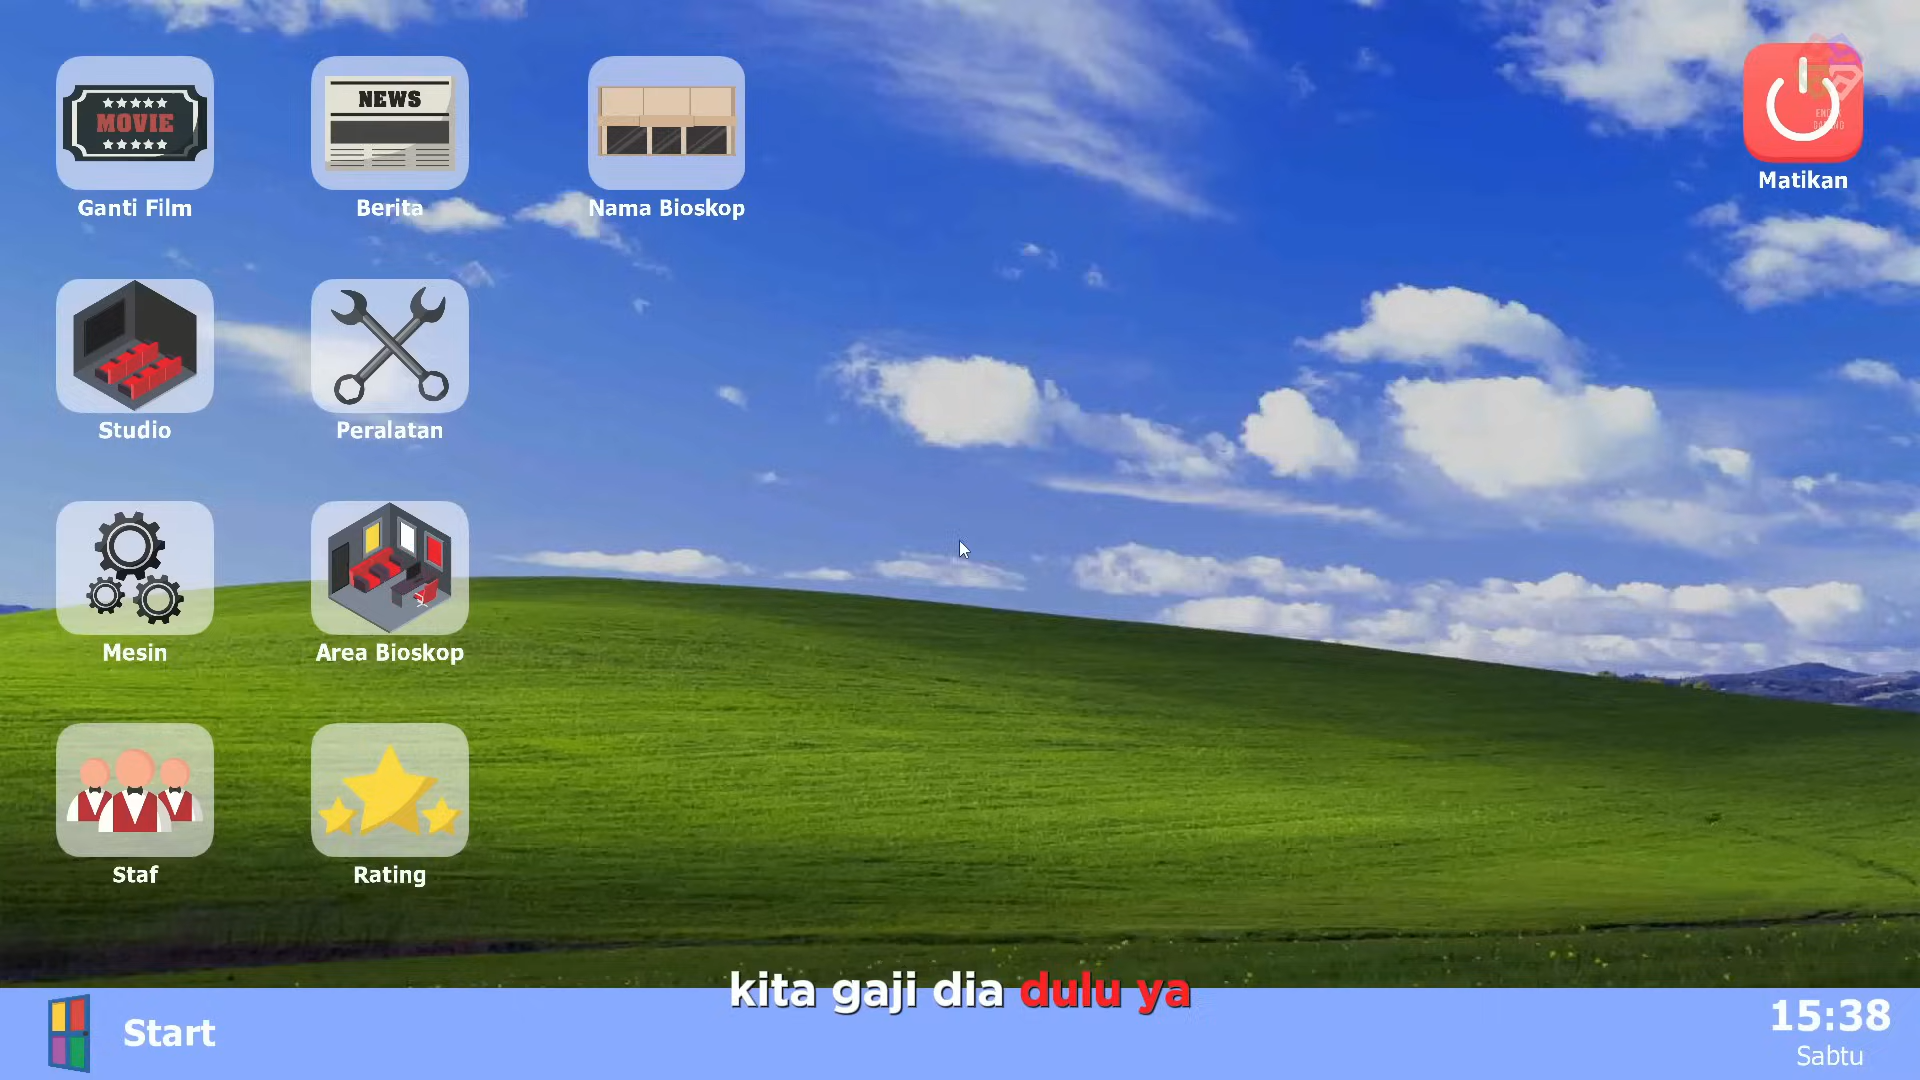 MOVIE
NEWS
Ganti Film
Berita
Nama Bioskop
Matikan
Studio
Peralatan
Mesin
Area Bioskop
Staf
Rating
kita gaji dia dulu ya
Start
15:38
Sabtu